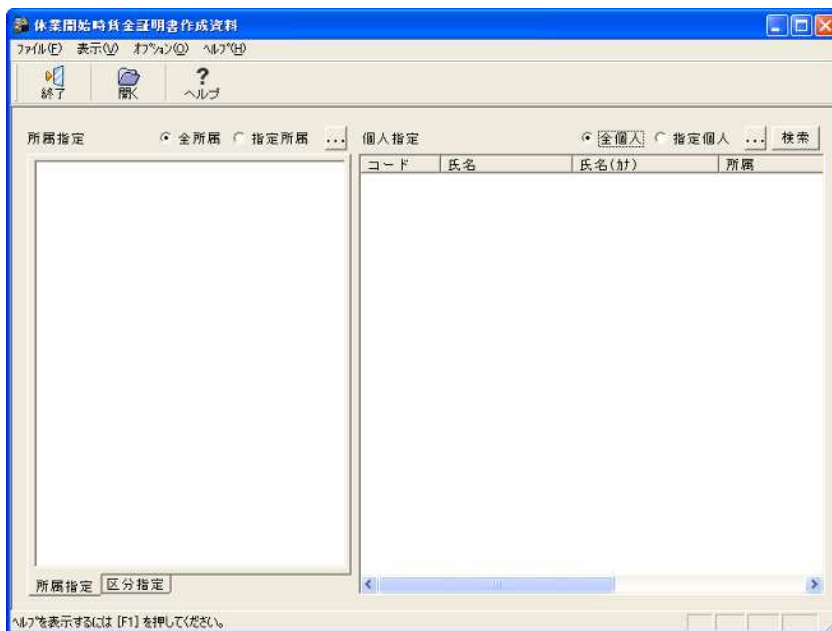 休業開始時賃金証明書作成資料
ﾌｧｲﾙ(F) 表示(V) ｵﾌﾟｼｮﾝ(O) ﾍﾙﾌﾟ(H)
終了 開く ? ヘルプ
所属指定 全所属 指定所属 ... 個人指定 全個人 指定個人 ... 検索
コード 氏名 氏名(ｶﾅ) 所属
所属指定 区分指定
ﾍﾙﾌﾟを表示するには [F1] を押してください。